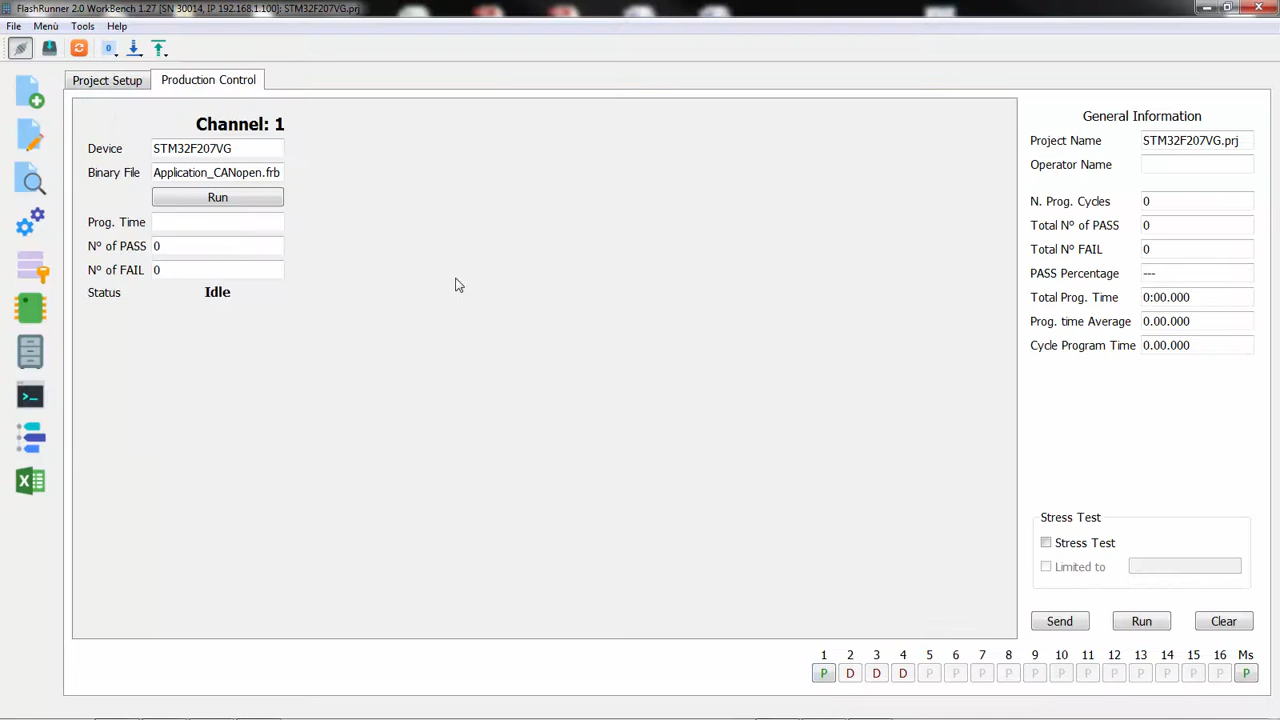 FlashRunner 2.0 WorkBench 1.27 [SN 30014, IP 192.168.1.100]: STM32F207VG.prj
File Menù Tools Help
0
Project Setup Production Control
Channel: 1
Device STM32F207VG
Binary File Application_CANopen.frb
Run
Prog. Time
Nº of PASS 0
Nº of FAIL 0
Status Idle
General Information
Project Name STM32F207VG.prj
Operator Name
N. Prog. Cycles 0
Total Nº of PASS 0
Total Nº FAIL 0
PASS Percentage ---
Total Prog. Time 0:00.000
Prog. time Average 0.00.000
Cycle Program Time 0.00.000
Stress Test
Stress Test
Limited to
Send Run Clear
1 2 3 4 5 6 7 8 9 10 11 12 13 14 15 16 Ms
P D D D P P P P P P P P P P P P P